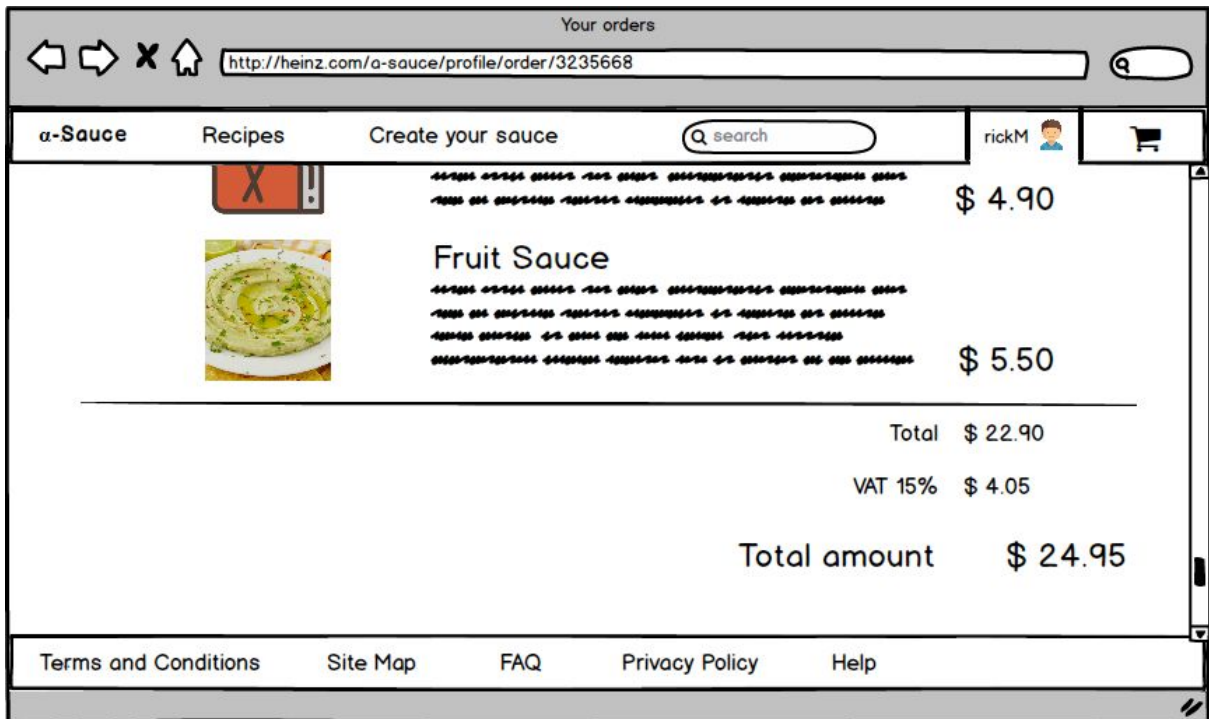 Your orders
http://heinz.com/a-sauce/profile/order/3235668
α-Sauce Recipes Create your sauce search rickM
X
$ 4.90
Fruit Sauce
$ 5.50
Total $ 22.90
VAT 15% $ 4.05
Total amount $ 24.95
Terms and Conditions Site Map FAQ Privacy Policy Help